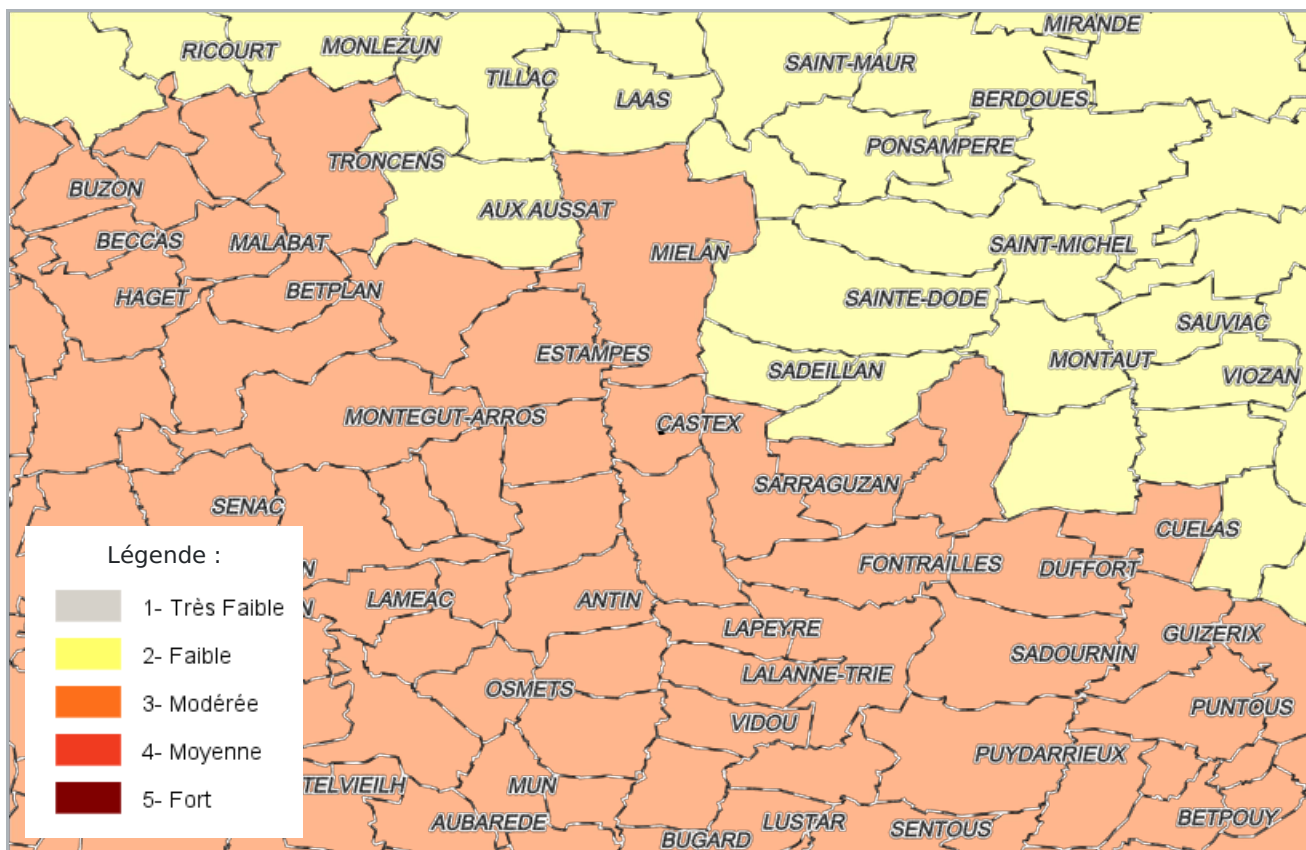 MIRANDE
RICOURT
MONLEZUN
SAINT-MAUR
TILLAC
LAAS
BERDOUES
PONSAMPERE
TRONCENS
BUZON
AUX AUSSAT
BECCAS
MALABAT
SAINT-MICHEL
MIELAN
HAGET
BETPLAN
SAINTE-DODE
SAUVIAC
ESTAMPES
MONTAUT
SADEILLAN
VIOZAN
MONTEGUT-ARROS
CASTEX
SARRAGUZAN
SENAC
CUELAS
FONTRAILLES
DUFFORT
LAMEAC
ANTIN
LAPEYRE
GUIZERIX
SADOURNIN
LALANNE-TRIE
OSMETS
PUNTOUS
VIDOU
PUYDARRIEUX
TELVIEILH
MUN
AUBAREDE
LUSTAR
SENTOUS
BETPOUY
BUGARD
Légende :
1- Très Faible
2- Faible
3- Modérée
4- Moyenne
5- Fort